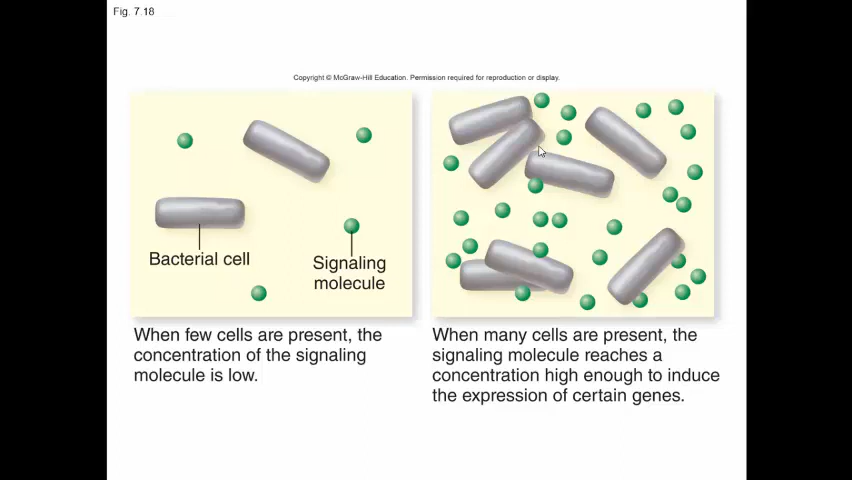 Fig. 7.18
Copyright © McGraw-Hill Education. Permission required for reproduction or display.
Bacterial cell
Signaling
molecule
When few cells are present, the
concentration of the signaling
molecule is low.
When many cells are present, the
signaling molecule reaches a
concentration high enough to induce
the expression of certain genes.